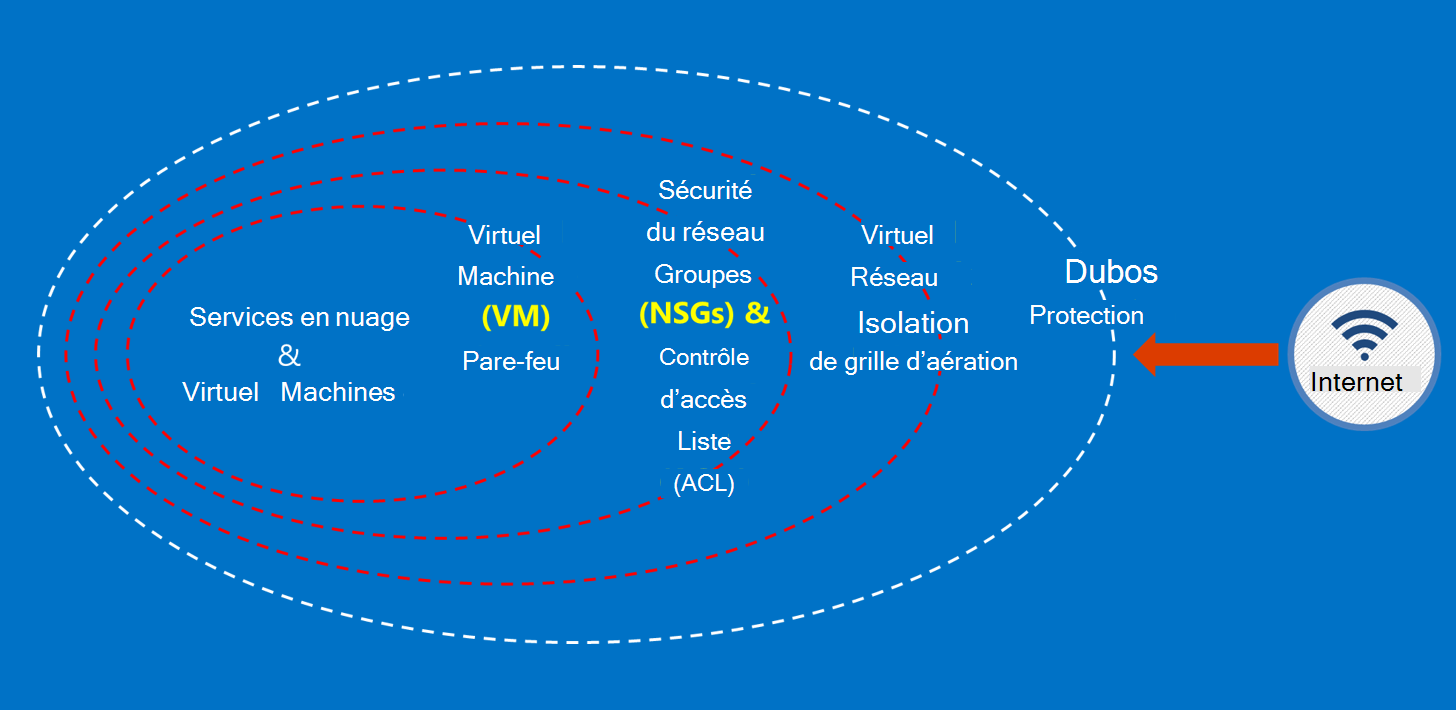 Services en nuage
&
Virtuel Machines
Virtuel
Machine
(VM)
Pare-feu
Sécurité
du réseau
Groupes
(NSGs) &
Contrôle
d’accès
Liste
(ACL)
Virtuel
Réseau
Isolation
de grille d’aération
Dubos
Protection
Internet